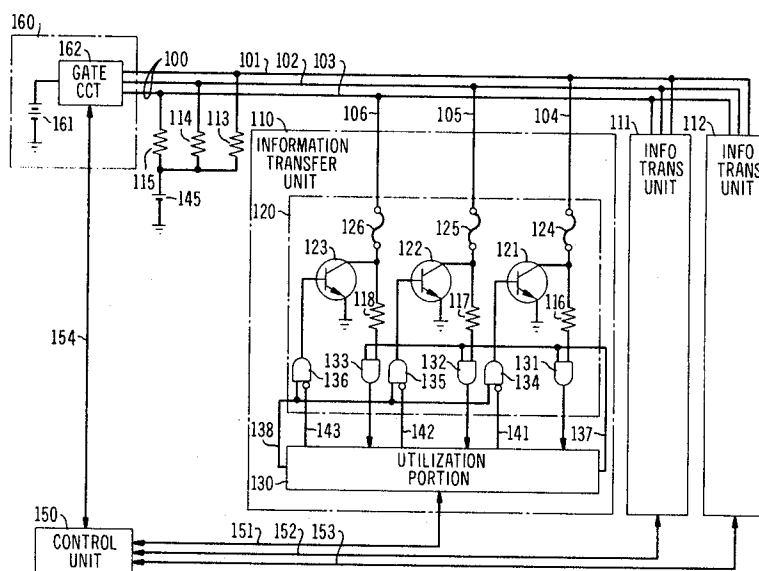 160
162
GATE
CCT
100
101 102 103
161
114
113
115
145
106
105
104
110
INFORMATION
TRANSFER
UNIT
111
INFO
TRANS
UNIT
112
INFO
TRANS
UNIT
120
126
125
124
123
122
121
118
117
116
133
132
131
136
135
134
154
138
143
142
141
137
UTILIZATION
PORTION
130
150
CONTROL
UNIT
151
152
153